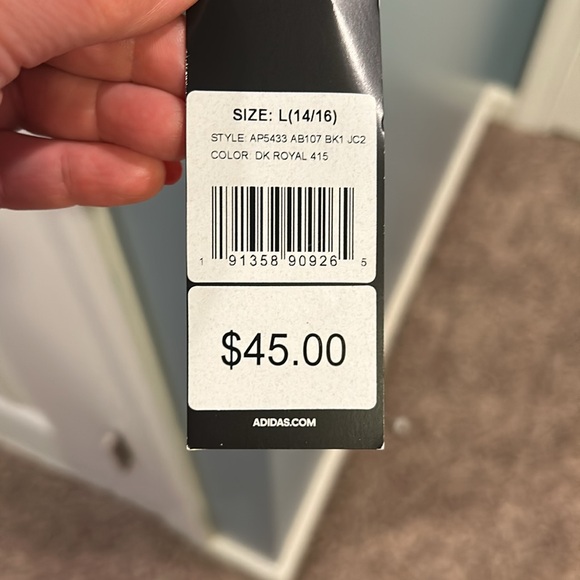 SIZE: L(14/16)
STYLE: AP5433 AB107 BK1 JC2
COLOR: DK ROYAL 415
1 91358 90926 5
$45.00
ADIDAS.COM